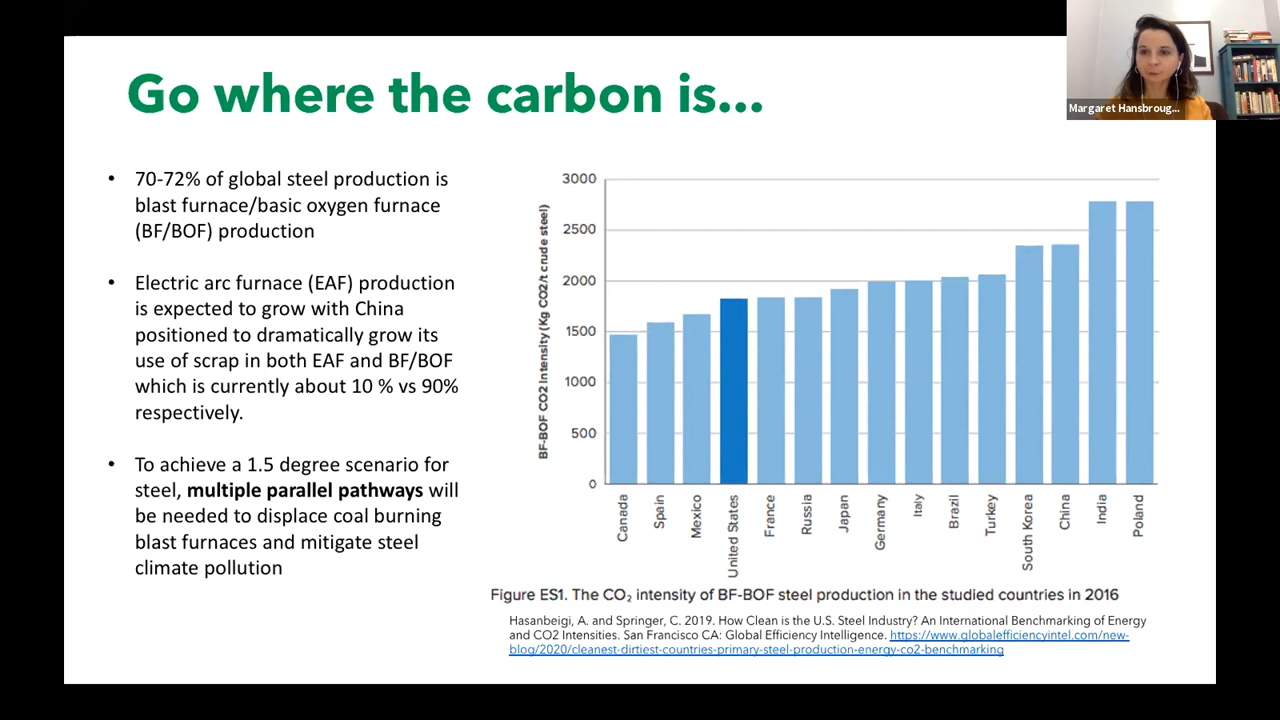 Go where the carbon is...
Margaret Hansbroug...
• 70-72% of global steel production is
blast furnace/basic oxygen furnace
(BF/BOF) production
• Electric arc furnace (EAF) production
is expected to grow with China
positioned to dramatically grow its
use of scrap in both EAF and BF/BOF
which is currently about 10 % vs 90%
respectively.
• To achieve a 1.5 degree scenario for
steel, multiple parallel pathways will
be needed to displace coal burning
blast furnaces and mitigate steel
climate pollution
BF-BOF CO2 Intensity (Kg CO2/t crude steel)
3000
2500
2000
1500
1000
500
0
Canada
Spain
Mexico
United States
France
Russia
Japan
Germany
Italy
Brazil
Turkey
South Korea
China
India
Poland
Figure ES1. The CO₂ intensity of BF-BOF steel production in the studied countries in 2016
Hasanbeigi, A. and Springer, C. 2019. How Clean is the U.S. Steel Industry? An International Benchmarking of Energy
and CO2 Intensities. San Francisco CA: Global Efficiency Intelligence. https://www.globalefficiencyintel.com/new-
blog/2020/cleanest-dirtiest-countries-primary-steel-production-energy-co2-benchmarking